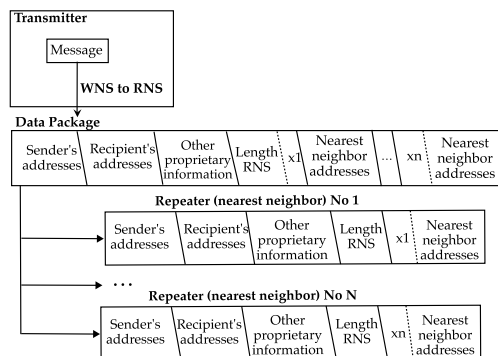 Transmitter
Message
WNS to RNS
Data Package
Sender's
addresses
Recipient's
addresses
Other
proprietary
information
Length
RNS
x1
Nearest
neighbor
addresses
...
xn
Nearest
neighbor
addresses
Repeater (nearest neighbor) No 1
Sender's
addresses
Recipient's
addresses
Other
proprietary
information
Length
RNS
x1
Nearest
neighbor
addresses
...
Repeater (nearest neighbor) No N
Sender's
addresses
Recipient's
addresses
Other
proprietary
information
Length
RNS
xn
Nearest
neighbor
addresses